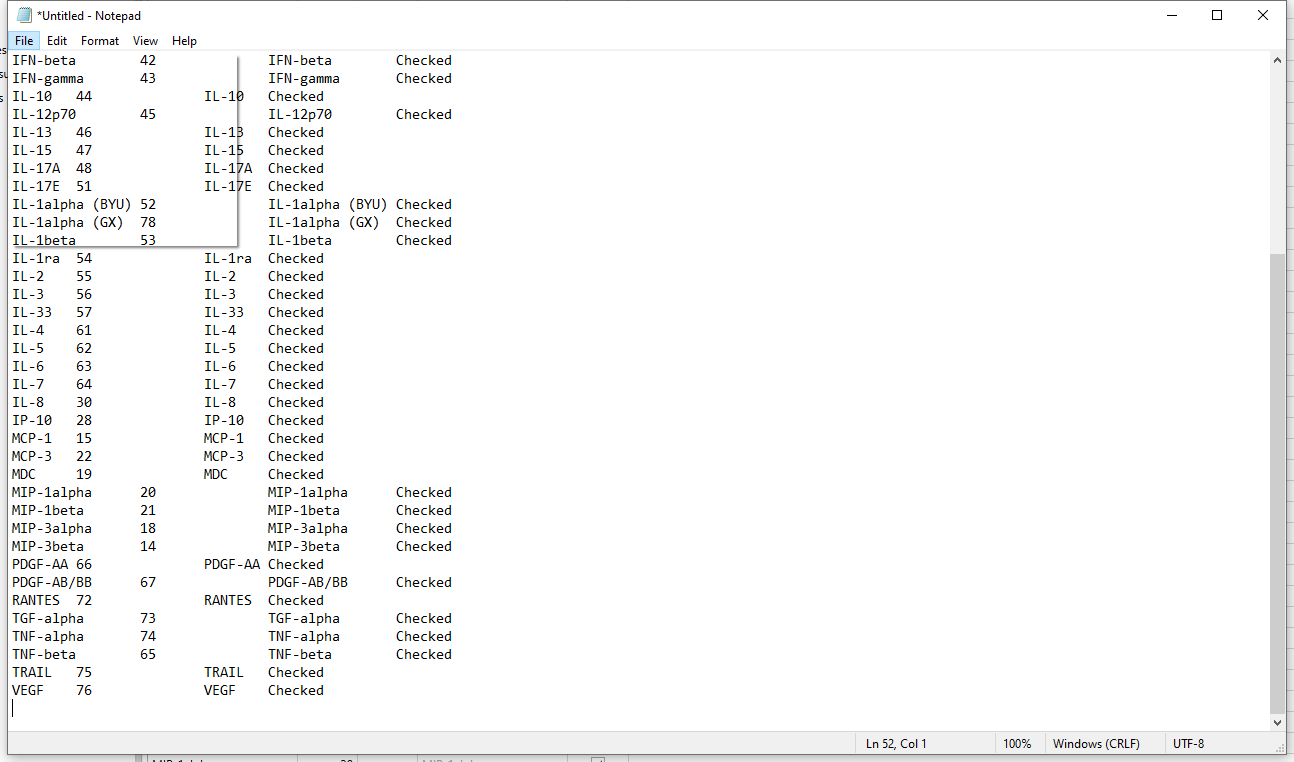 *Untitled - Notepad
File Edit Format View Help
IFN-beta 42 IFN-beta Checked
IFN-gamma 43 IFN-gamma Checked
IL-10 44 IL-10 Checked
IL-12p70 45 IL-12p70 Checked
IL-13 46 IL-13 Checked
IL-15 47 IL-15 Checked
IL-17A 48 IL-17A Checked
IL-17E 51 IL-17E Checked
IL-1alpha (BYU) 52 IL-1alpha (BYU) Checked
IL-1alpha (GX) 78 IL-1alpha (GX) Checked
IL-1beta 53 IL-1beta Checked
IL-1ra 54 IL-1ra Checked
IL-2 55 IL-2 Checked
IL-3 56 IL-3 Checked
IL-33 57 IL-33 Checked
IL-4 61 IL-4 Checked
IL-5 62 IL-5 Checked
IL-6 63 IL-6 Checked
IL-7 64 IL-7 Checked
IL-8 30 IL-8 Checked
IP-10 28 IP-10 Checked
MCP-1 15 MCP-1 Checked
MCP-3 22 MCP-3 Checked
MDC 19 MDC Checked
MIP-1alpha 20 MIP-1alpha Checked
MIP-1beta 21 MIP-1beta Checked
MIP-3alpha 18 MIP-3alpha Checked
MIP-3beta 14 MIP-3beta Checked
PDGF-AA 66 PDGF-AA Checked
PDGF-AB/BB 67 PDGF-AB/BB Checked
RANTES 72 RANTES Checked
TGF-alpha 73 TGF-alpha Checked
TNF-alpha 74 TNF-alpha Checked
TNF-beta 65 TNF-beta Checked
TRAIL 75 TRAIL Checked
VEGF 76 VEGF Checked
Ln 52, Col 1 100% Windows (CRLF) UTF-8